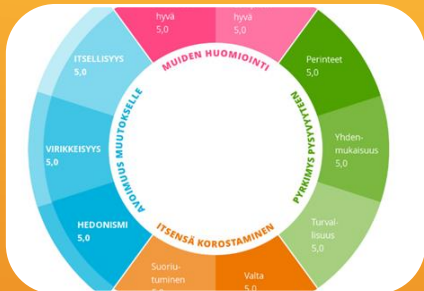 hyvä
5,0
hyvä
5,0
ITSELLISYYS
5,0
MUIDEN HUOMIOINTI
Perinteet
5,0
AVOIMUUS MUUTOKSELLE
PYRKIMYS PYSYVYYTEEN
VIRIKKEISYYS
5,0
Yhden-
mukaisuus
5,0
HEDONISMI
5,0
Turval-
lisuus
5,0
ITSENSÄ KOROSTAMINEN
Suoriu-
tuminen
5,0
Valta
5,0